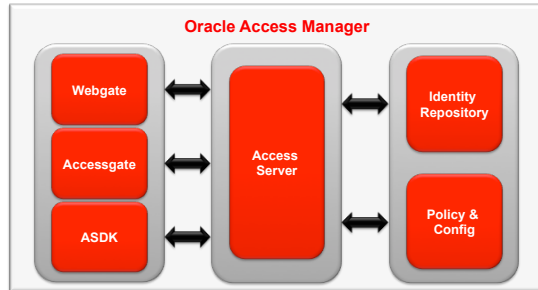 Oracle Access Manager
Webgate
Accessgate
ASDK
Access
Server
Identity
Repository
Policy &
Config